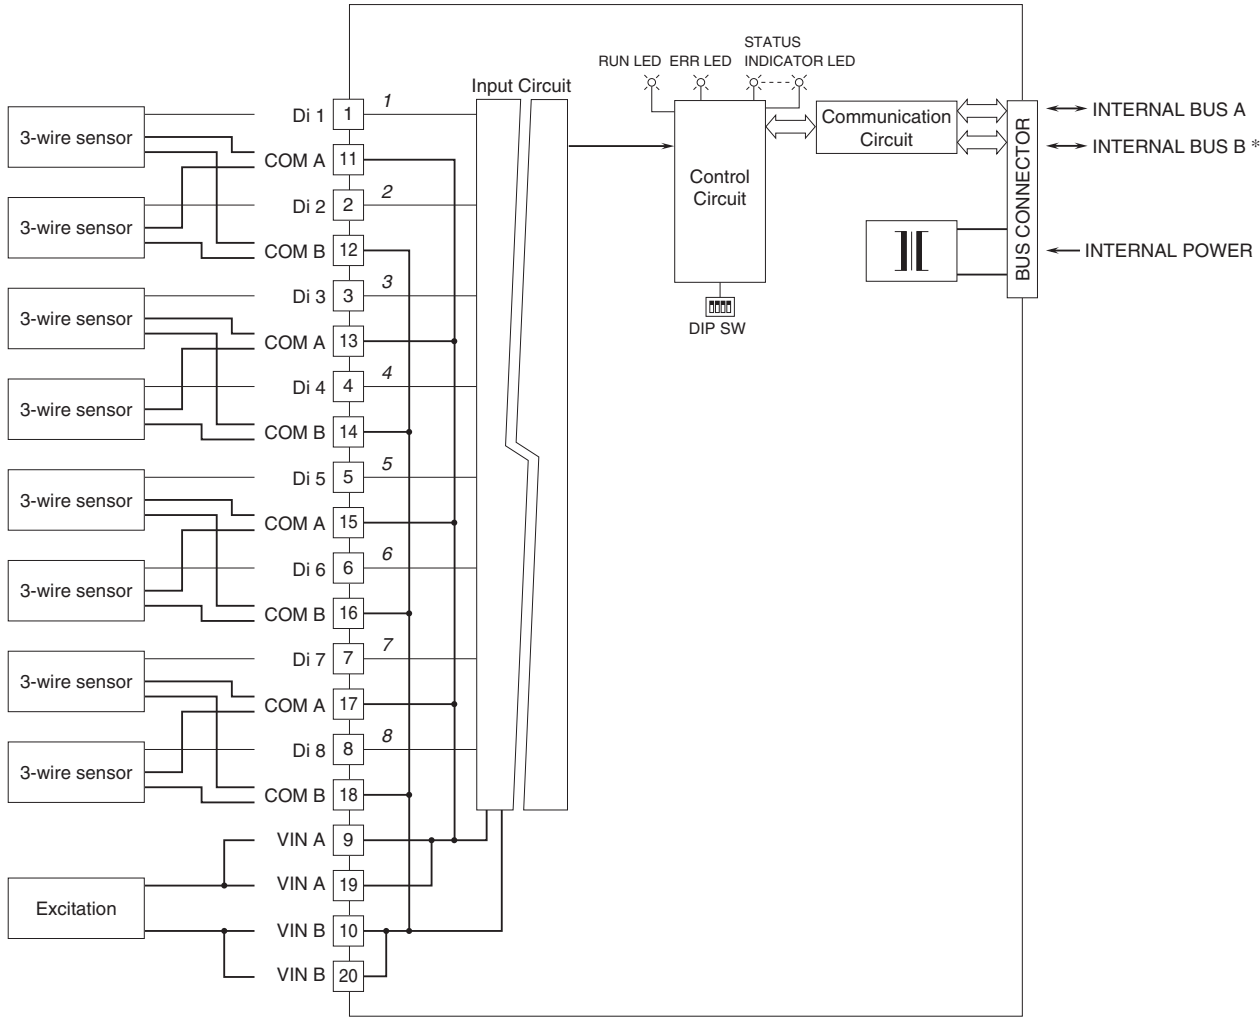 STATUS
RUN LED ERR LED INDICATOR LED
Input Circuit
3-wire sensor
Di 1 1 1
COM A 11
3-wire sensor
Di 2 2 2
COM B 12
3-wire sensor
Di 3 3 3
COM A 13
3-wire sensor
Di 4 4 4
COM B 14
3-wire sensor
Di 5 5 5
COM A 15
3-wire sensor
Di 6 6 6
COM B 16
3-wire sensor
Di 7 7 7
COM A 17
3-wire sensor
Di 8 8 8
COM B 18
VIN A 9
VIN A 19
Excitation
VIN B 10
VIN B 20
Control
Circuit
DIP SW
Communication
Circuit
BUS CONNECTOR
INTERNAL BUS A
INTERNAL BUS B *
INTERNAL POWER